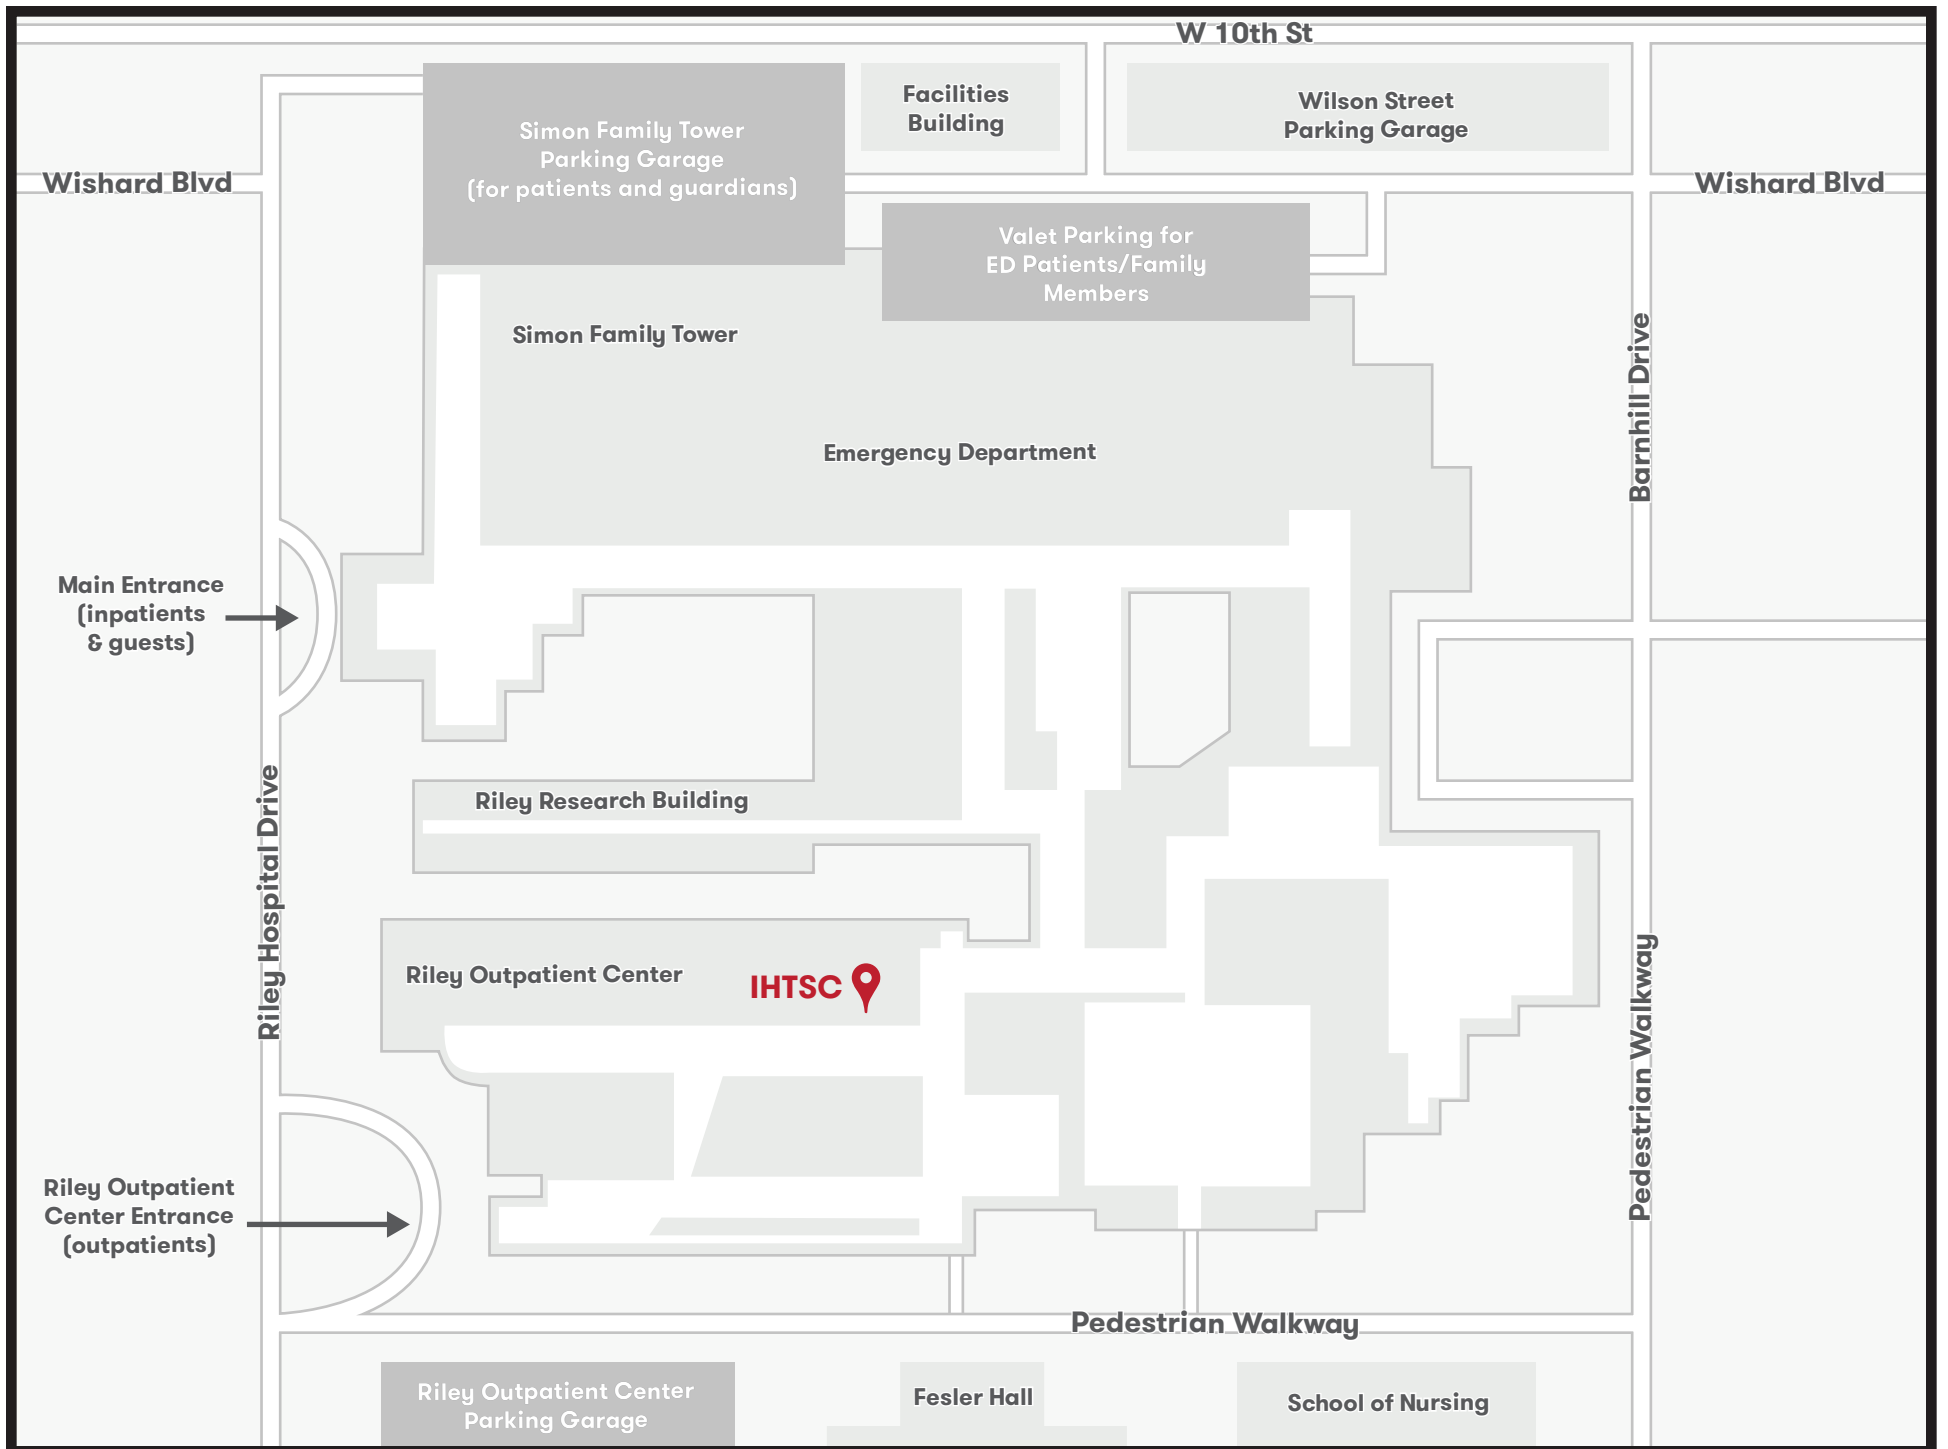 W 10th St
Facilities
Building
Wilson Street
Parking Garage
Simon Family Tower
Parking Garage
(for patients and guardians)
Wishard Blvd
Wishard Blvd
Valet Parking for
ED Patients/Family
Members
Simon Family Tower
Barnhill Drive
Emergency Department
Main Entrance
(inpatients
& guests)
Riley Research Building
Riley Hospital Drive
Riley Outpatient Center
IHTSC
Pedestrian Walkway
Riley Outpatient
Center Entrance
(outpatients)
Pedestrian Walkway
Riley Outpatient Center
Parking Garage
Fesler Hall
School of Nursing